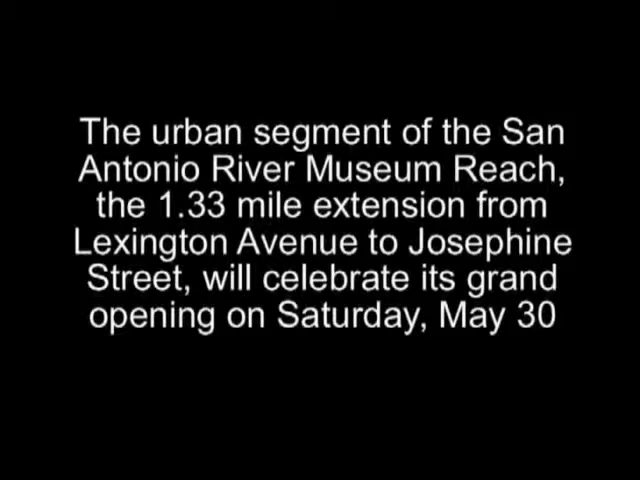 The urban segment of the San
Antonio River Museum Reach,
the 1.33 mile extension from
Lexington Avenue to Josephine
Street, will celebrate its grand
opening on Saturday, May 30